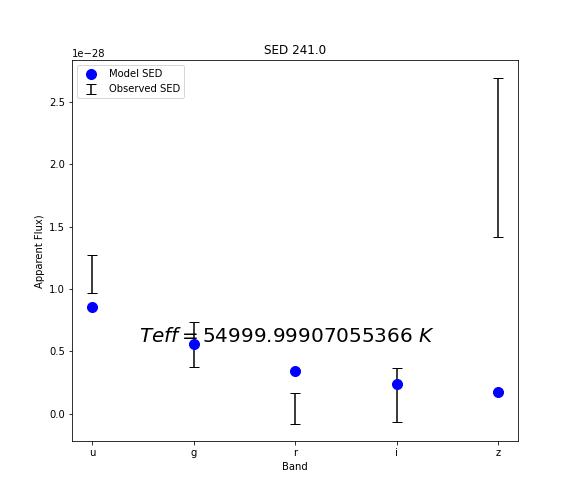 SED 241.0
1e−28
Model SED
Observed SED
2.5
2.0
1.5
1.0
0.5
0.0
Apparent Flux)
Teff = 54999.99907055366 K
u g r i z
Band